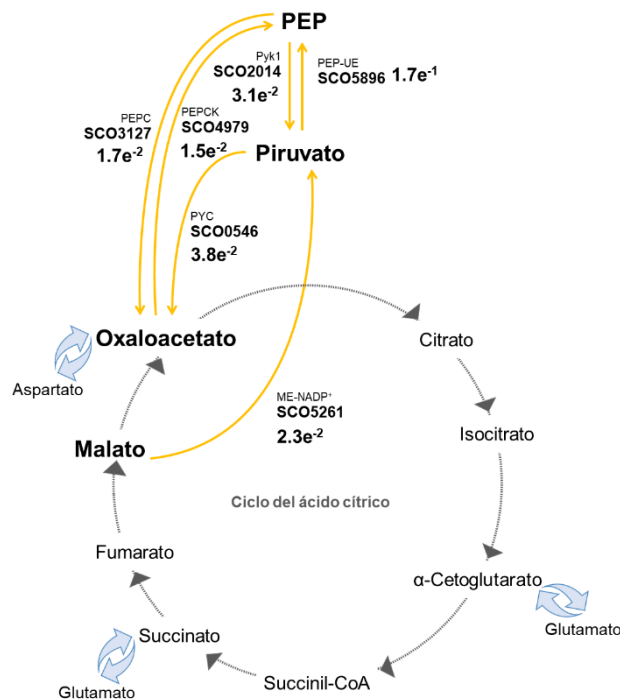 PEP
Pyk1
SCO2014
3.1e-2
PEP-UE
SCO5896 1.7e-1
PEPC
SCO3127
1.7e-2
PEPCK
SCO4979
1.5e-2
Piruvato
PYC
SCO0546
3.8e-2
Oxaloacetato
Citrato
Aspartato
ME-NADP+
SCO5261
2.3e-2
Isocitrato
Malato
Ciclo del ácido cítrico
Fumarato
α-Cetoglutarato
Glutamato
Succinato
Glutamato
Succinil-CoA